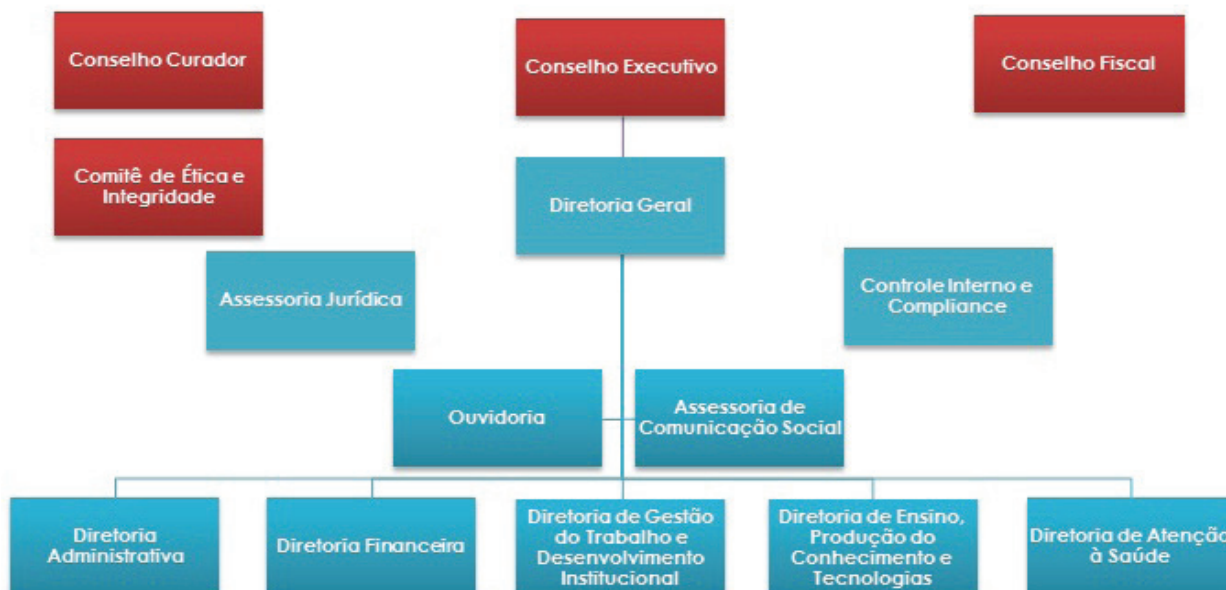 Conselho Curador
Conselho Executivo
Conselho Fiscal
Comitê de Ética e
Integridade
Diretoria Geral
Assessoria Jurídica
Controle Interno e
Compliance
Ouvidoria
Assessoria de
Comunicação Social
Diretoria
Administrativa
Diretoria Financeira
Diretoria de Gestão
do Trabalho e
Desenvolvimento
Institucional
Diretoria de Ensino,
Produção do
Conhecimento e
Tecnologias
Diretoria de Atenção
à Saúde